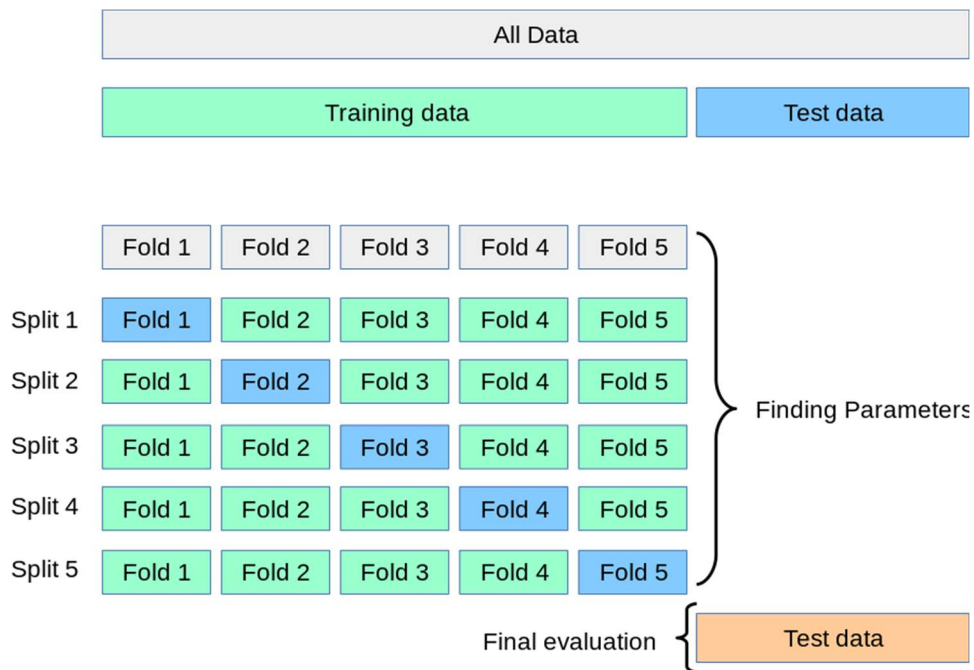 All Data
Training data Test data
Fold 1 Fold 2 Fold 3 Fold 4 Fold 5
Split 1 Fold 1 Fold 2 Fold 3 Fold 4 Fold 5
Split 2 Fold 1 Fold 2 Fold 3 Fold 4 Fold 5
Split 3 Fold 1 Fold 2 Fold 3 Fold 4 Fold 5
Split 4 Fold 1 Fold 2 Fold 3 Fold 4 Fold 5
Split 5 Fold 1 Fold 2 Fold 3 Fold 4 Fold 5
Finding Parameters
Final evaluation Test data